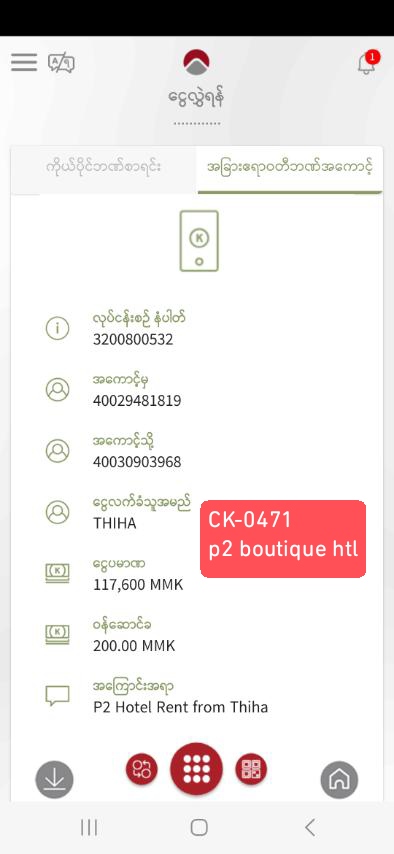 1
ငွေလွှဲရန်
ကိုယ်ပိုင်ဘဏ်စာရင်း
အခြားဧရာဝတီဘဏ်အကောင့်
လုပ်ငန်းစဉ် နံပါတ်
3200800532
အကောင့်မှ
40029481819
အကောင့်သို့
40030903968
ငွေလက်ခံသူအမည်
THIHA
CK-0471
p2 boutique htl
ငွေပမာဏ
117,600 MMK
ဝန်ဆောင်ခ
200.00 MMK
အကြောင်းအရာ
P2 Hotel Rent from Thiha